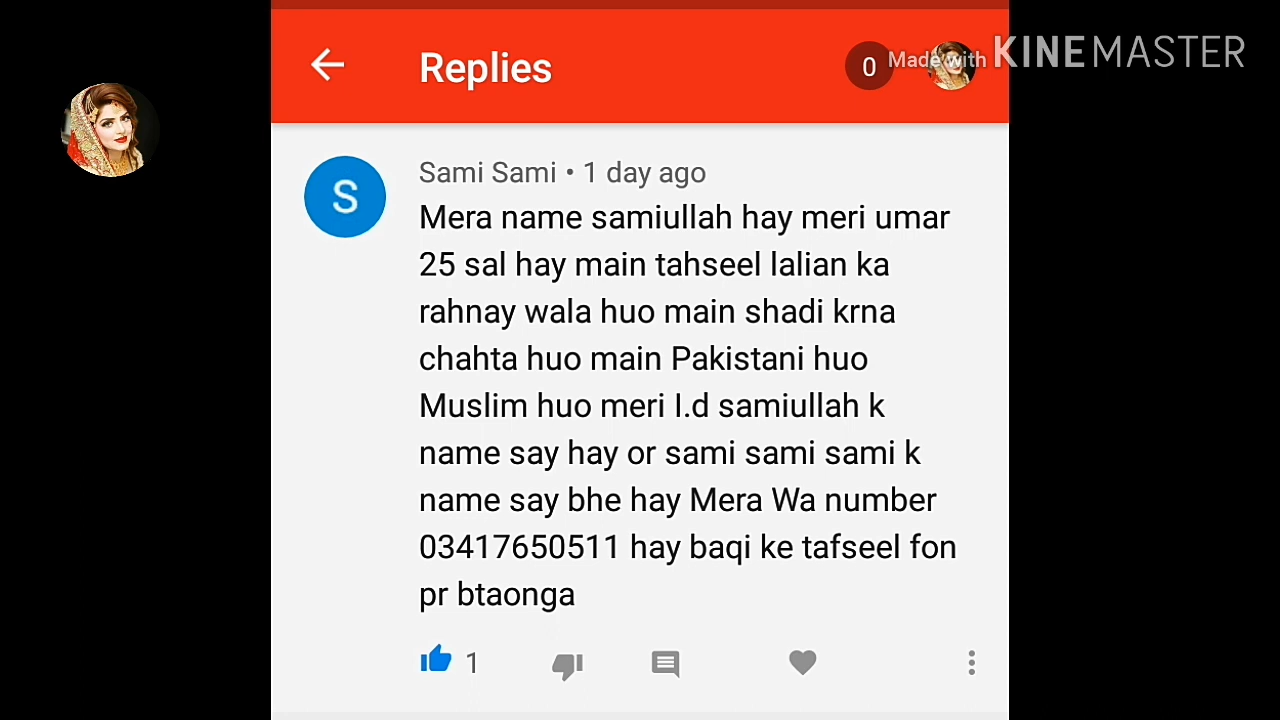 Replies
0
Made with KINEMASTER
S
Sami Sami • 1 day ago
Mera name samiullah hay meri umar
25 sal hay main tahseel lalian ka
rahnay wala huo main shadi krna
chahta huo main Pakistani huo
Muslim huo meri I.d samiullah k
name say hay or sami sami sami k
name say bhe hay Mera Wa number
03417650511 hay baqi ke tafseel fon
pr btaonga
1